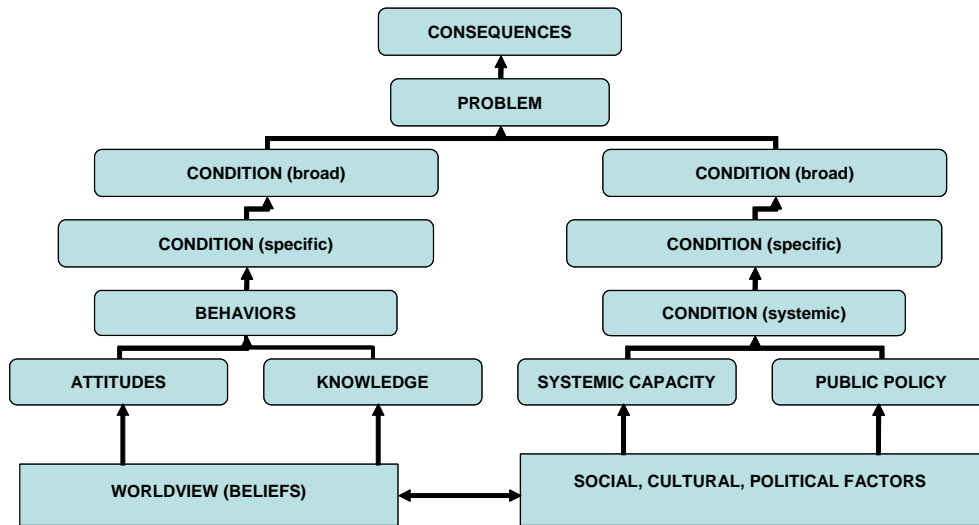 CONSEQUENCES
PROBLEM
CONDITION (broad)
CONDITION (broad)
CONDITION (specific)
CONDITION (specific)
BEHAVIORS
CONDITION (systemic)
ATTITUDES
KNOWLEDGE
SYSTEMIC CAPACITY
PUBLIC POLICY
WORLDVIEW (BELIEFS)
SOCIAL, CULTURAL, POLITICAL FACTORS